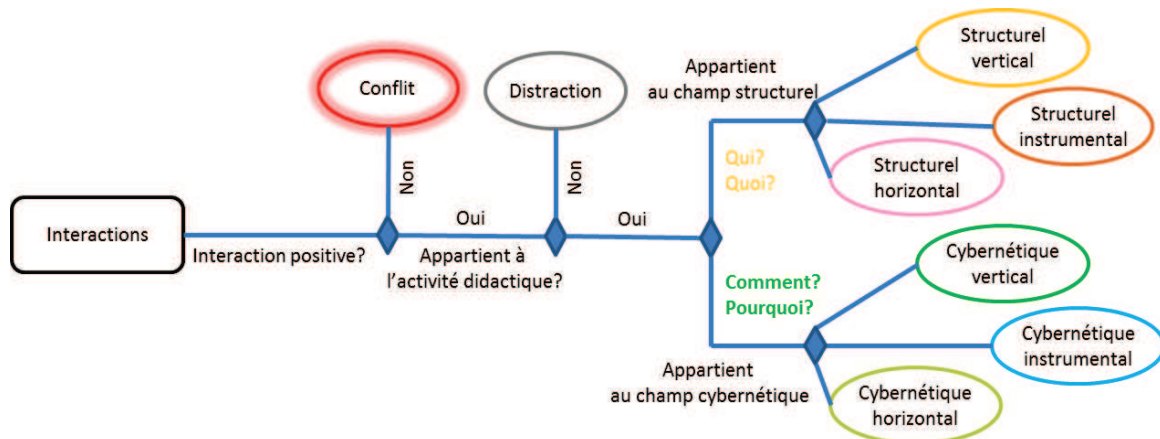 Interactions
Interaction positive?
Non
Conflit
Oui
Appartient à
l'activité didactique?
Non
Distraction
Oui
Qui?
Quoi?
Appartient
au champ structurel
Structurel
vertical
Structurel
instrumental
Structurel
horizontal
Comment?
Pourquoi?
Appartient
au champ cybernétique
Cybernétique
vertical
Cybernétique
instrumental
Cybernétique
horizontal